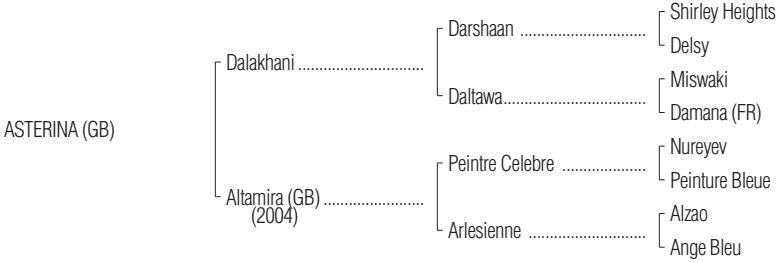 Shirley Heights
Darshaan ..............................
Delsy
Dalakhani ..............................
Miswaki
Daltawa..................................
Damana (FR)
ASTERINA (GB)
Nureyev
Peintre Celebre ....................
Peinture Bleue
Altamira (GB) ........................
(2004)
Alzao
Arlesienne ............................
Ange Bleu